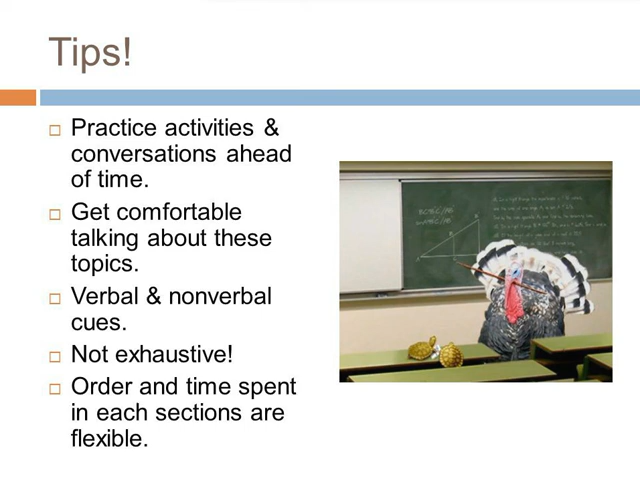 Tips!
Practice activities &
conversations ahead
of time.
Get comfortable
talking about these
topics.
Verbal & nonverbal
cues.
Not exhaustive!
Order and time spent
in each sections are
flexible.